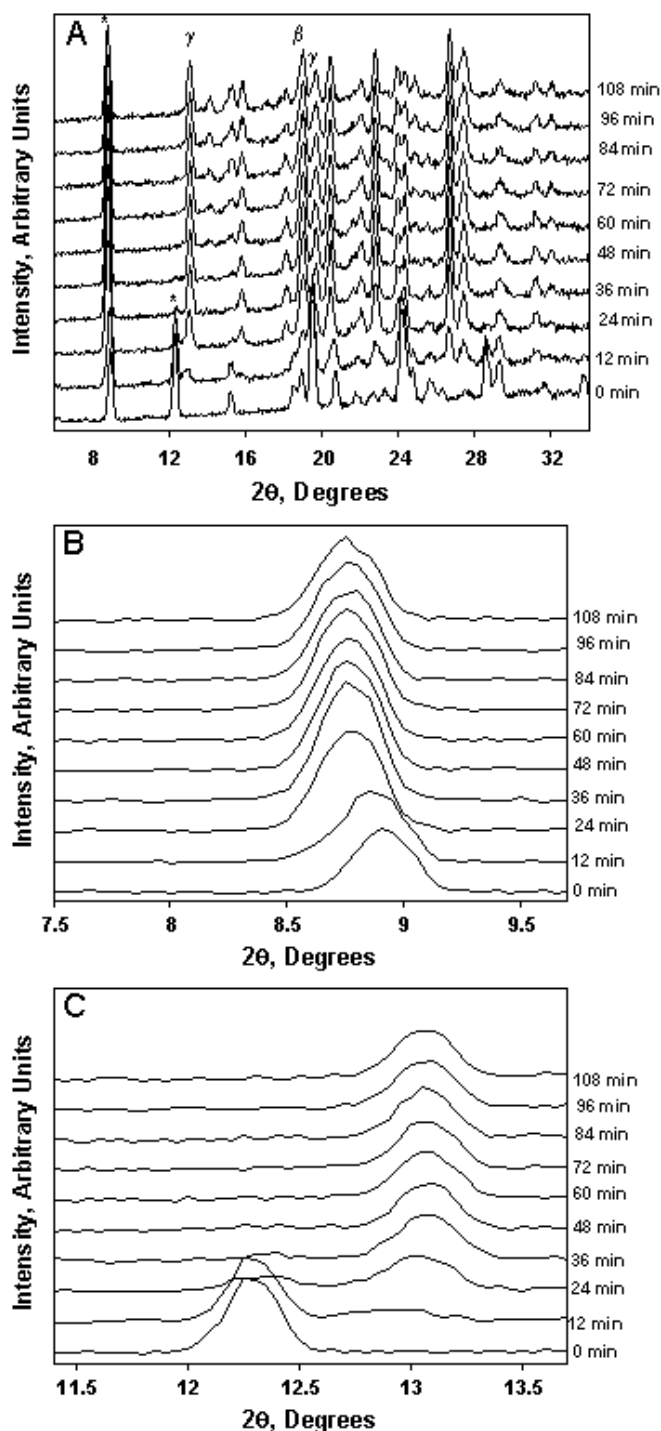 A
*
γ
β
γ
*
108 min
96 min
84 min
72 min
60 min
48 min
36 min
24 min
12 min
0 min
Intensity, Arbitrary Units
8 12 16 20 24 28 32
2θ, Degrees
B
108 min
96 min
84 min
72 min
60 min
48 min
36 min
24 min
12 min
0 min
Intensity, Arbitrary Units
7.5 8 8.5 9 9.5
2θ, Degrees
C
108 min
96 min
84 min
72 min
60 min
48 min
36 min
24 min
12 min
0 min
Intensity, Arbitrary Units
11.5 12 12.5 13 13.5
2θ, Degrees